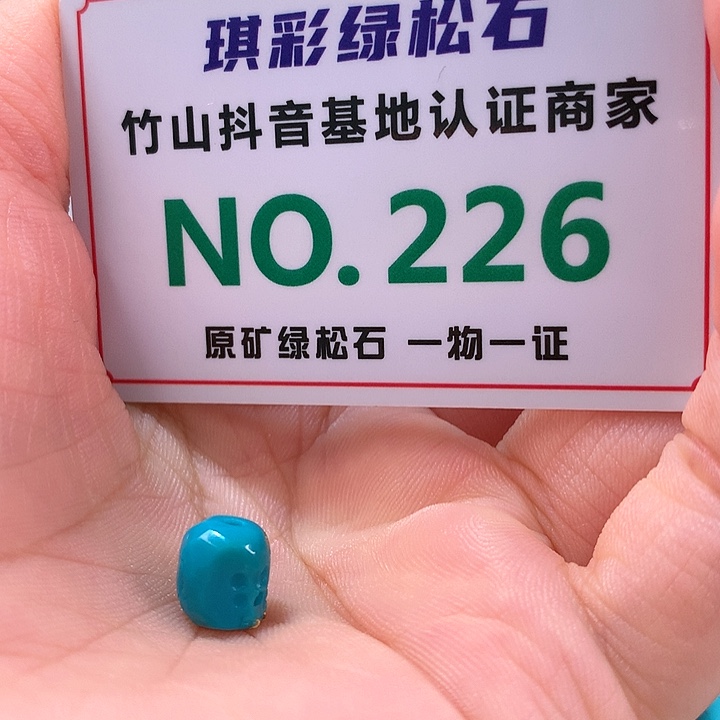 琪彩绿松石
竹山抖音基地认证商家
NO.226
原矿绿松石 一物一证